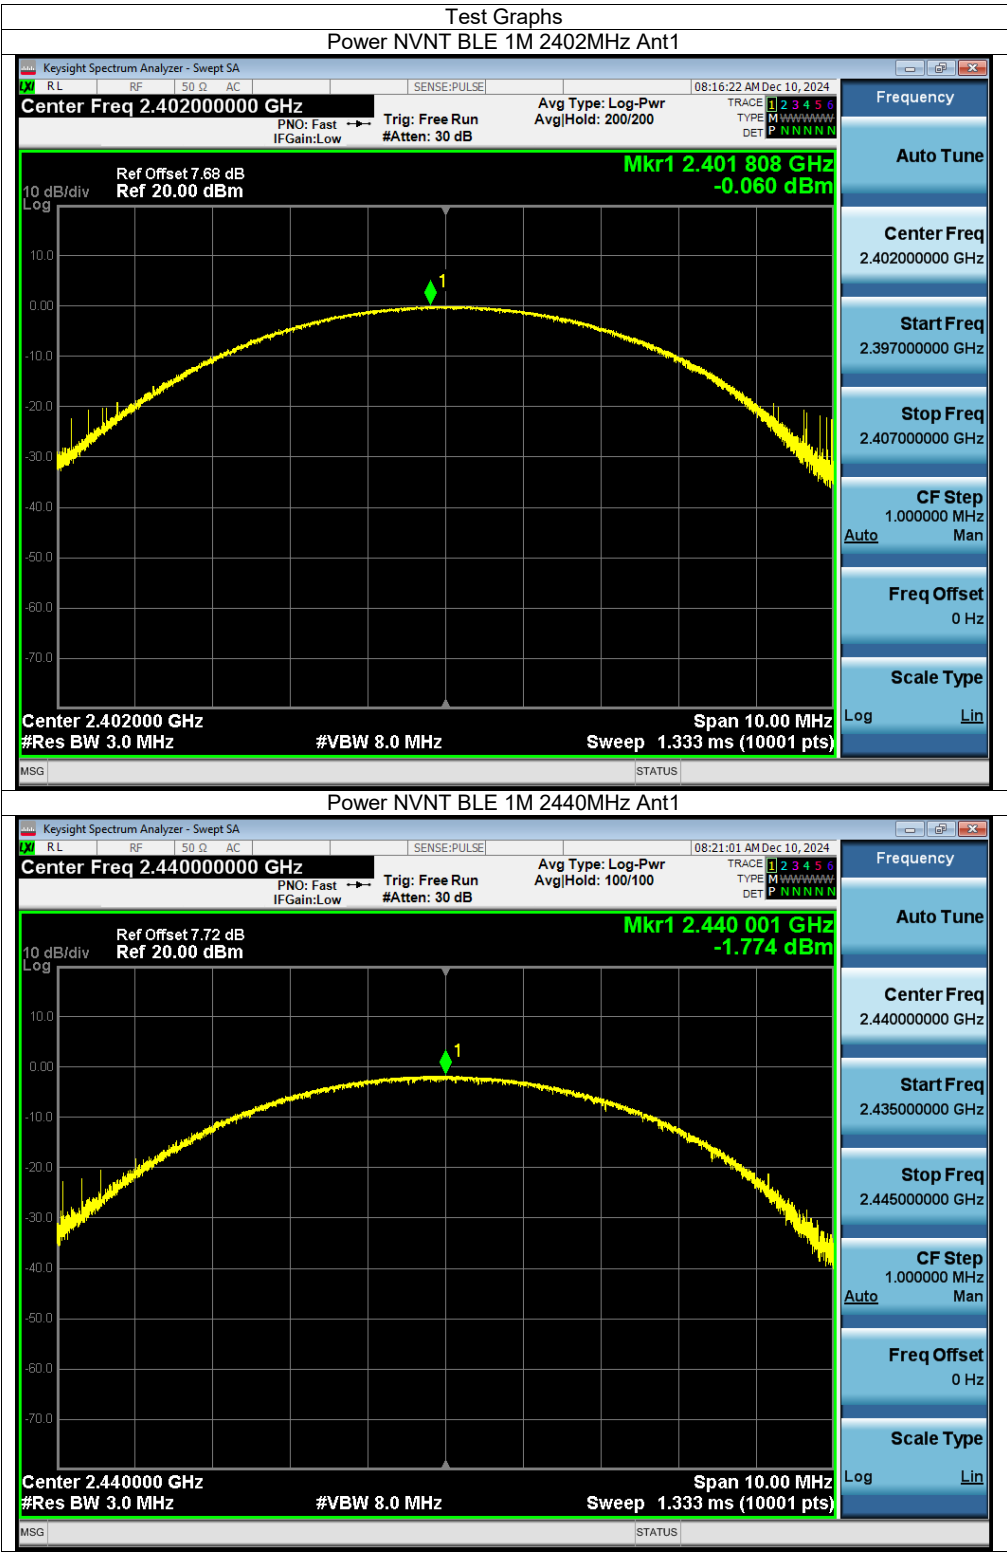 Test Graphs
Power NVNT BLE 1M 2402MHz Ant1
Keysight Spectrum Analyzer - Swept SA
LXI RL RF 50 Ω AC SENSE:PULSE 08:16:22 AM Dec 10, 2024
Center Freq 2.402000000 GHz
PNO: Fast
IFGain:Low
Trig: Free Run
#Atten: 30 dB
Avg Type: Log-Pwr
Avg|Hold: 200/200
TRACE 1 2 3 4 5 6
TYPE M WWWWW
DET P N N N N N
Frequency
Mkr1 2.401 808 GHz
-0.060 dBm
Ref Offset 7.68 dB
10 dB/div Ref 20.00 dBm
Log
1
10.0
0.00
-10.0
-20.0
-30.0
-40.0
-50.0
-60.0
-70.0
Center 2.402000 GHz Span 10.00 MHz
#Res BW 3.0 MHz #VBW 8.0 MHz Sweep 1.333 ms (10001 pts)
Auto Tune
Center Freq
2.402000000 GHz
Start Freq
2.397000000 GHz
Stop Freq
2.407000000 GHz
CF Step
1.000000 MHz
Auto Man
Freq Offset
0 Hz
Scale Type
Log Lin
MSG STATUS
Power NVNT BLE 1M 2440MHz Ant1
Keysight Spectrum Analyzer - Swept SA
LXI RL RF 50 Ω AC SENSE:PULSE 08:21:01 AM Dec 10, 2024
Center Freq 2.440000000 GHz
PNO: Fast
IFGain:Low
Trig: Free Run
#Atten: 30 dB
Avg Type: Log-Pwr
Avg|Hold: 100/100
TRACE 1 2 3 4 5 6
TYPE M WWWWW
DET P N N N N N
Frequency
Mkr1 2.440 001 GHz
-1.774 dBm
Ref Offset 7.72 dB
10 dB/div Ref 20.00 dBm
Log
1
10.0
0.00
-10.0
-20.0
-30.0
-40.0
-50.0
-60.0
-70.0
Center 2.440000 GHz Span 10.00 MHz
#Res BW 3.0 MHz #VBW 8.0 MHz Sweep 1.333 ms (10001 pts)
Auto Tune
Center Freq
2.440000000 GHz
Start Freq
2.435000000 GHz
Stop Freq
2.445000000 GHz
CF Step
1.000000 MHz
Auto Man
Freq Offset
0 Hz
Scale Type
Log Lin
MSG STATUS